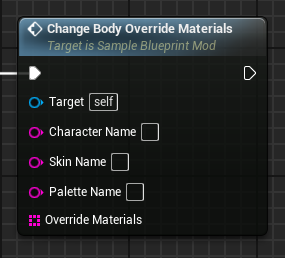 Change Body Override Materials
Target is Sample Blueprint Mod
Target self
Character Name
Skin Name
Palette Name
Override Materials